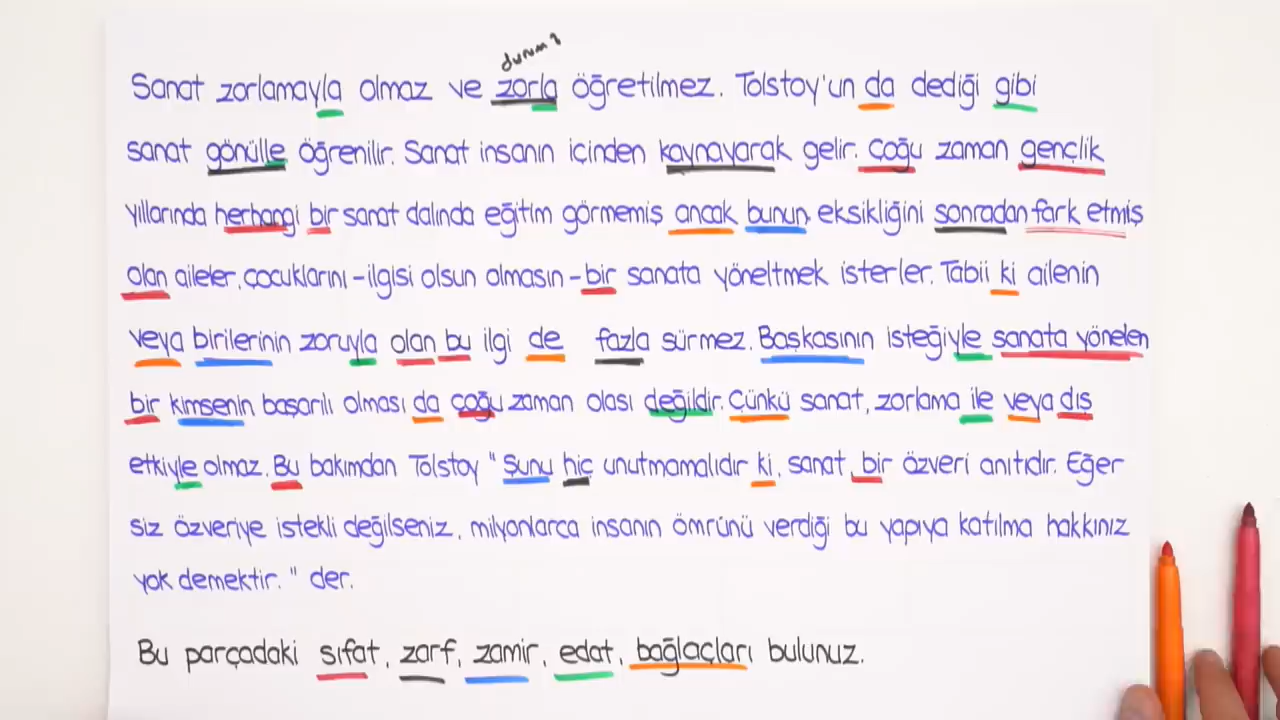 durum ?
Sanat zorlamayla olmaz ve zorla öğretilmez. Tolstoy'un da dediği gibi
sanat gönülle öğrenilir. Sanat insanın içinden kaynayarak gelir. Çoğu zaman gençlik
yıllarında herhangi bir sanat dalında eğitim görmemiş ancak bunun eksikliğini sonradan fark etmiş
olan aileler, çocuklarını -ilgisi olsun olmasın- bir sanata yöneltmek isterler. Tabii ki ailenin
veya birilerinin zoruyla olan bu ilgi de fazla sürmez. Başkasının isteğiyle sanata yönelen
bir kimsenin başarılı olması da çoğu zaman olası değildir. Çünkü sanat, zorlama ile veya dış
etkiyle olmaz. Bu bakımdan Tolstoy "Şunu hiç unutmamalıdır ki, sanat bir özveri anıtıdır. Eğer
siz özveriye istekli değilseniz, milyonlarca insanın ömrünü verdiği bu yapıya katılma hakkınız
yok demektir." der.
Bu parçadaki sıfat, zarf, zamir, edat, bağlaçları bulunuz.